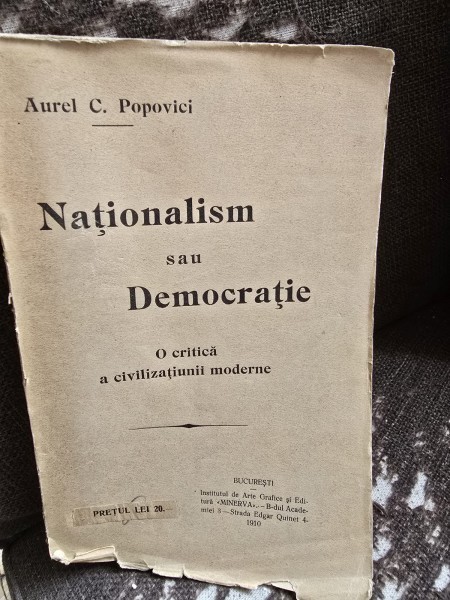 Aurel C. Popovici
Naţionalism
sau
Democraţie
O critică
a civilizaţiunii moderne
BUCUREŞTI
Institutul de Arte Grafice şi Edi-
tură «MINERVA». – B-dul Acade-
miei 3 – Strada Edgar Quinet 4-
1910
PREŢUL LEI 20.–